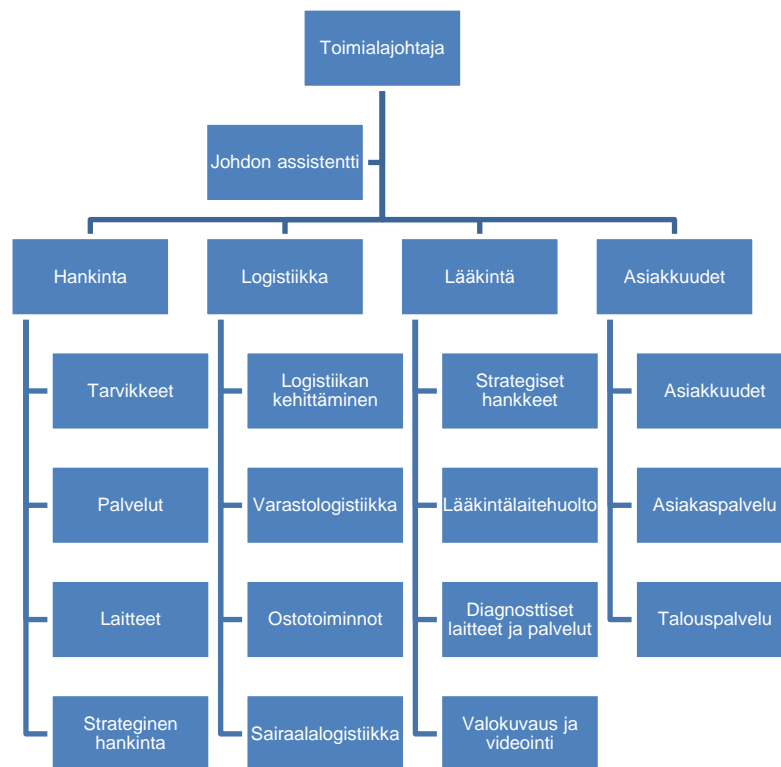 Toimialajohtaja
Johdon assistentti
Hankinta
Logistiikka
Lääkintä
Asiakkuudet
Tarvikkeet
Logistiikan
kehittäminen
Strategiset
hankkeet
Asiakkuudet
Palvelut
Varastologistiikka
Lääkintälaitehuolto
Asiakaspalvelu
Laitteet
Ostotoiminnot
Diagnosttiset
laitteet ja palvelut
Talouspalvelu
Strateginen
hankinta
Sairaalalogistiikka
Valokuvaus ja
videointi